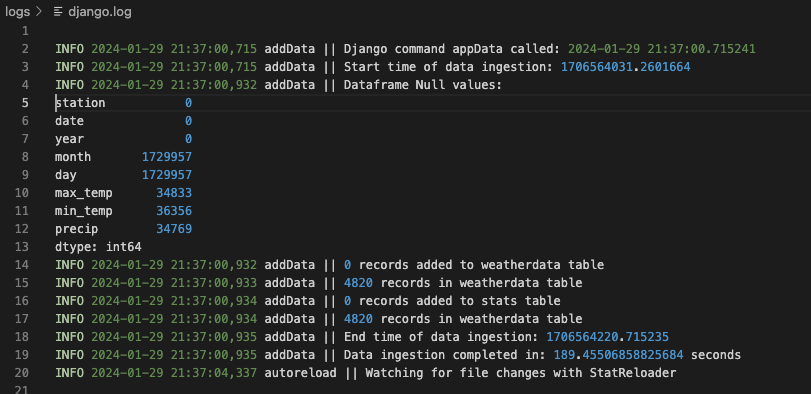 logs > django.log
1
2 INFO 2024-01-29 21:37:00,715 addData || Django command appData called: 2024-01-29 21:37:00.715241
3 INFO 2024-01-29 21:37:00,715 addData || Start time of data ingestion: 1706564031.2601664
4 INFO 2024-01-29 21:37:00,932 addData || Dataframe Null values:
5 station 0
6 date 0
7 year 0
8 month 1729957
9 day 1729957
10 max_temp 34833
11 min_temp 36356
12 precip 34769
13 dtype: int64
14 INFO 2024-01-29 21:37:00,932 addData || 0 records added to weatherdata table
15 INFO 2024-01-29 21:37:00,933 addData || 4820 records in weatherdata table
16 INFO 2024-01-29 21:37:00,934 addData || 0 records added to stats table
17 INFO 2024-01-29 21:37:00,934 addData || 4820 records in weatherdata table
18 INFO 2024-01-29 21:37:00,935 addData || End time of data ingestion: 1706564220.715235
19 INFO 2024-01-29 21:37:00,935 addData || Data ingestion completed in: 189.45506858825684 seconds
20 INFO 2024-01-29 21:37:04,337 autoreload || Watching for file changes with StatReloader
21